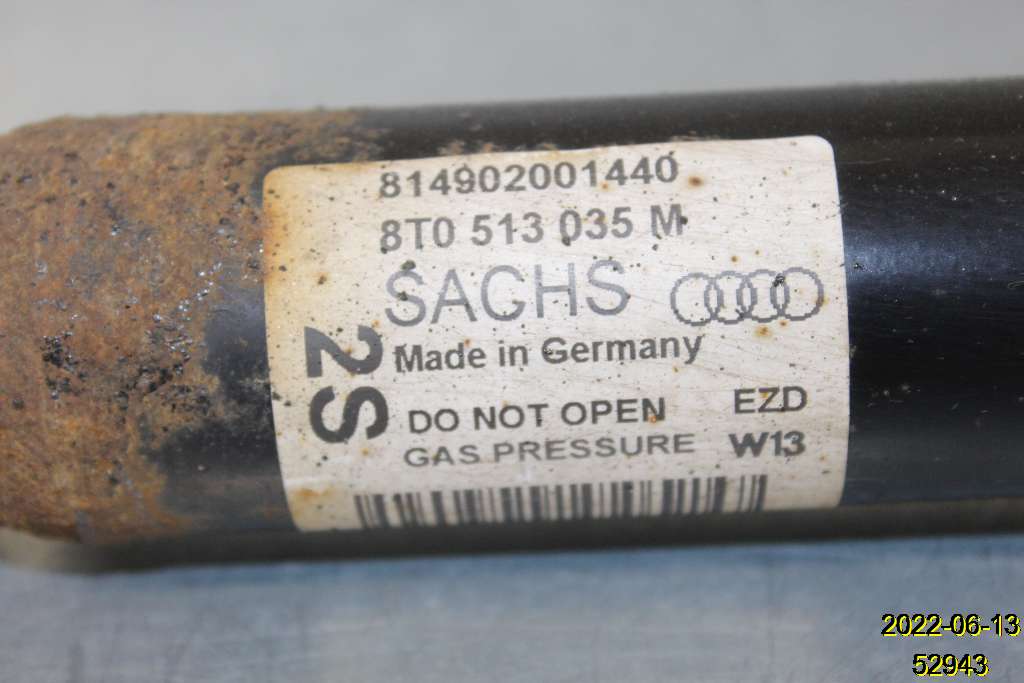 814902001440
8T0 513 035 M
SACHS
2S
Made in Germany
DO NOT OPEN EZD
GAS PRESSURE W13
2022-06-13
52943